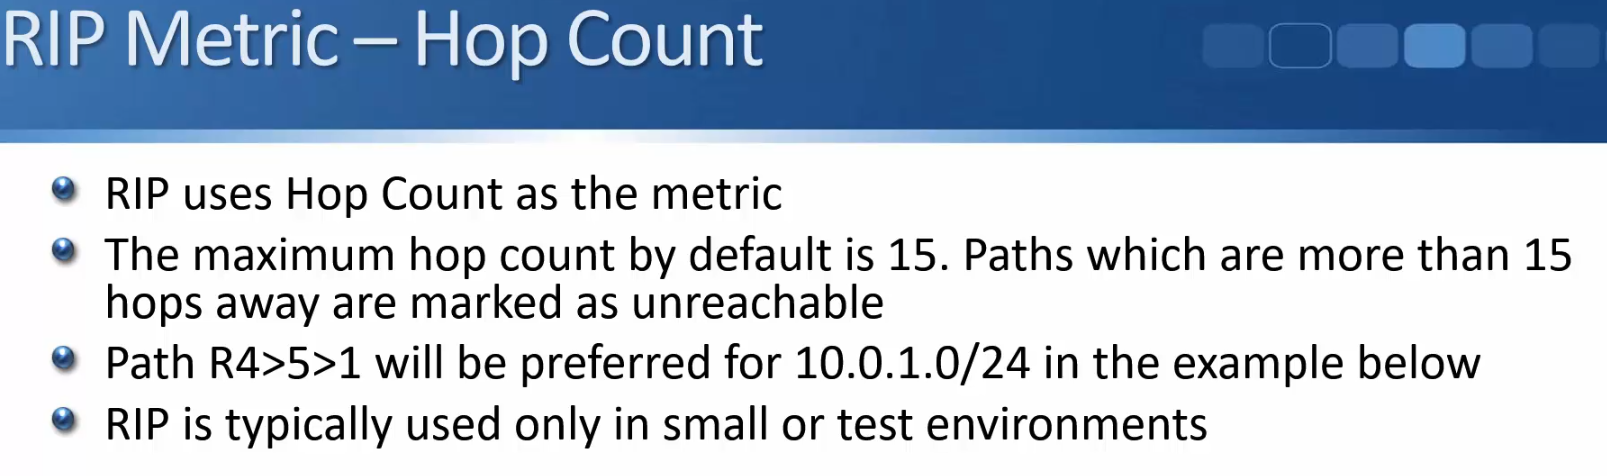 RIP Metric – Hop Count
RIP uses Hop Count as the metric
The maximum hop count by default is 15. Paths which are more than 15
hops away are marked as unreachable
Path R4>5>1 will be preferred for 10.0.1.0/24 in the example below
RIP is typically used only in small or test environments